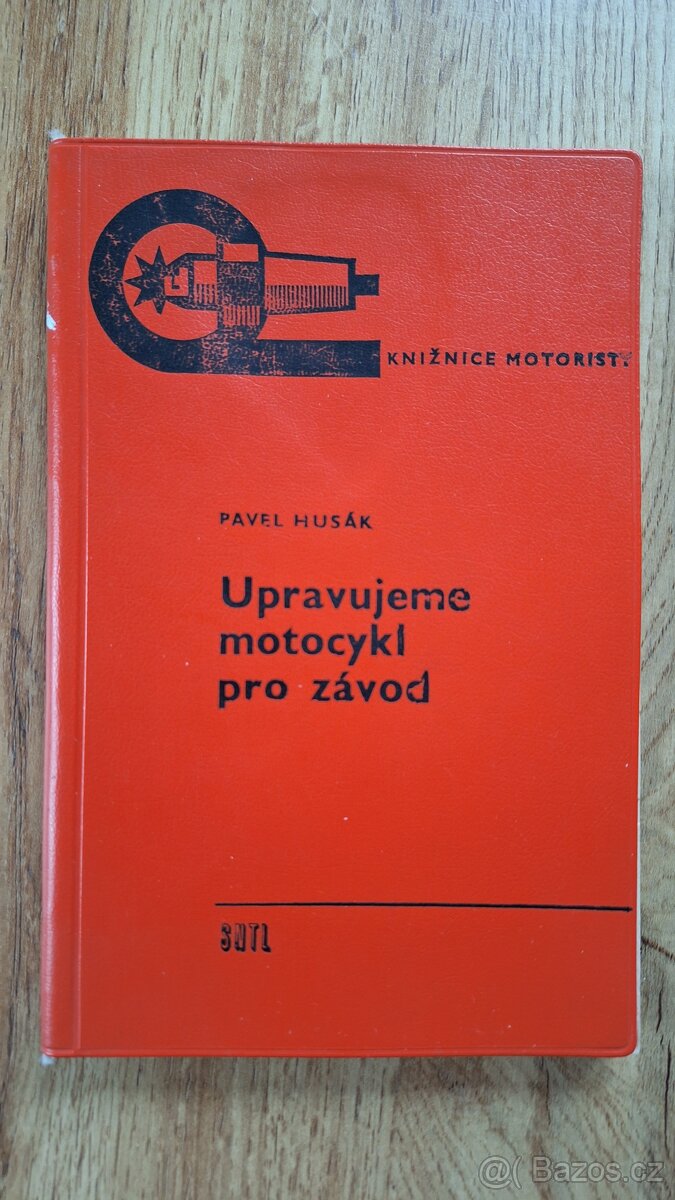 KNIŽNICE MOTORISTY
PAVEL HUSÁK
Upravujeme
motocykl
pro závod
SNTL
@( Bazos.cz